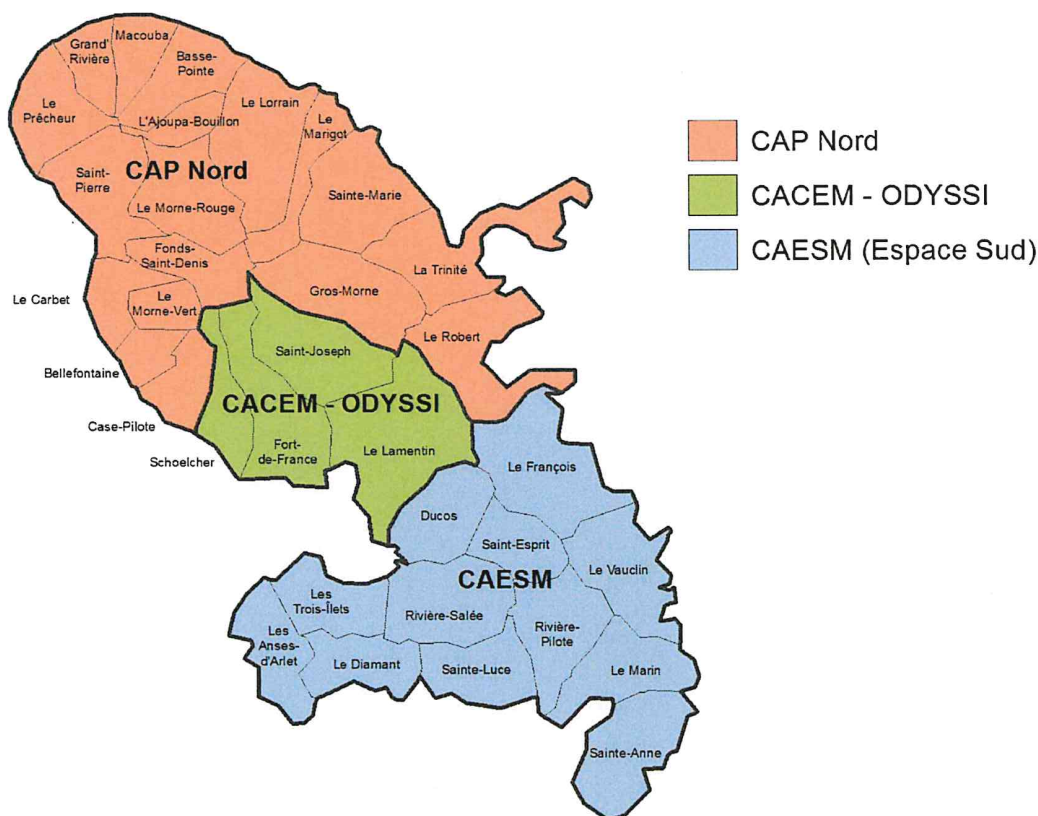 Grand'
Rivière
Macouba
Basse-
Pointe
Le
Prêcheur
L'Ajoupa-Bouillon
Le Lorrain
Le
Marigot
Saint-
Pierre
CAP Nord
Le Morne-Rouge
Sainte-Marie
Fonds-
Saint-Denis
La Trinité
Le Carbet
Le
Morne-Vert
Gros-Morne
Le Robert
Saint-Joseph
Bellefontaine
CACEM - ODYSSI
Case-Pilote
Schoelcher
Fort-
de-France
Le Lamentin
Le François
Ducos
Saint-Esprit
Le Vauclin
CAESM
Les
Trois-Îlets
Rivière-Salée
Rivière-
Pilote
Les
Anses-
d'Arlet
Le Diamant
Sainte-Luce
Le Marin
Sainte-Anne
CAP Nord
CACEM - ODYSSI
CAESM (Espace Sud)